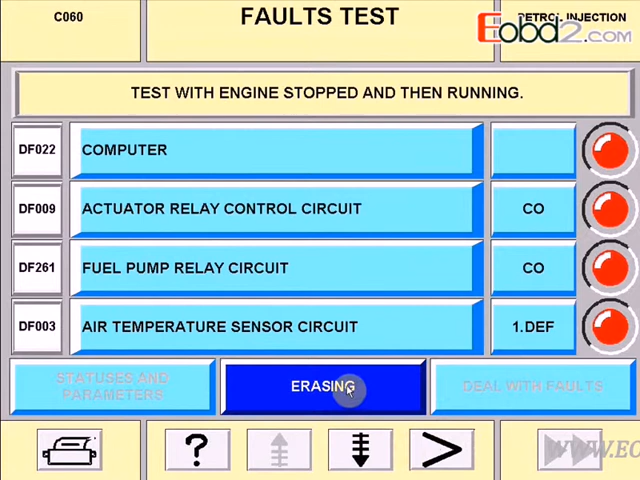 C060
FAULTS TEST
PETROL INJECTION
Eobd2.com
TEST WITH ENGINE STOPPED AND THEN RUNNING.
DF022
COMPUTER
DF009
ACTUATOR RELAY CONTROL CIRCUIT
CO
DF261
FUEL PUMP RELAY CIRCUIT
CO
DF003
AIR TEMPERATURE SENSOR CIRCUIT
1.DEF
STATUSES AND
PARAMETERS
ERASING
DEAL WITH FAULTS
?
>
WWW.EO